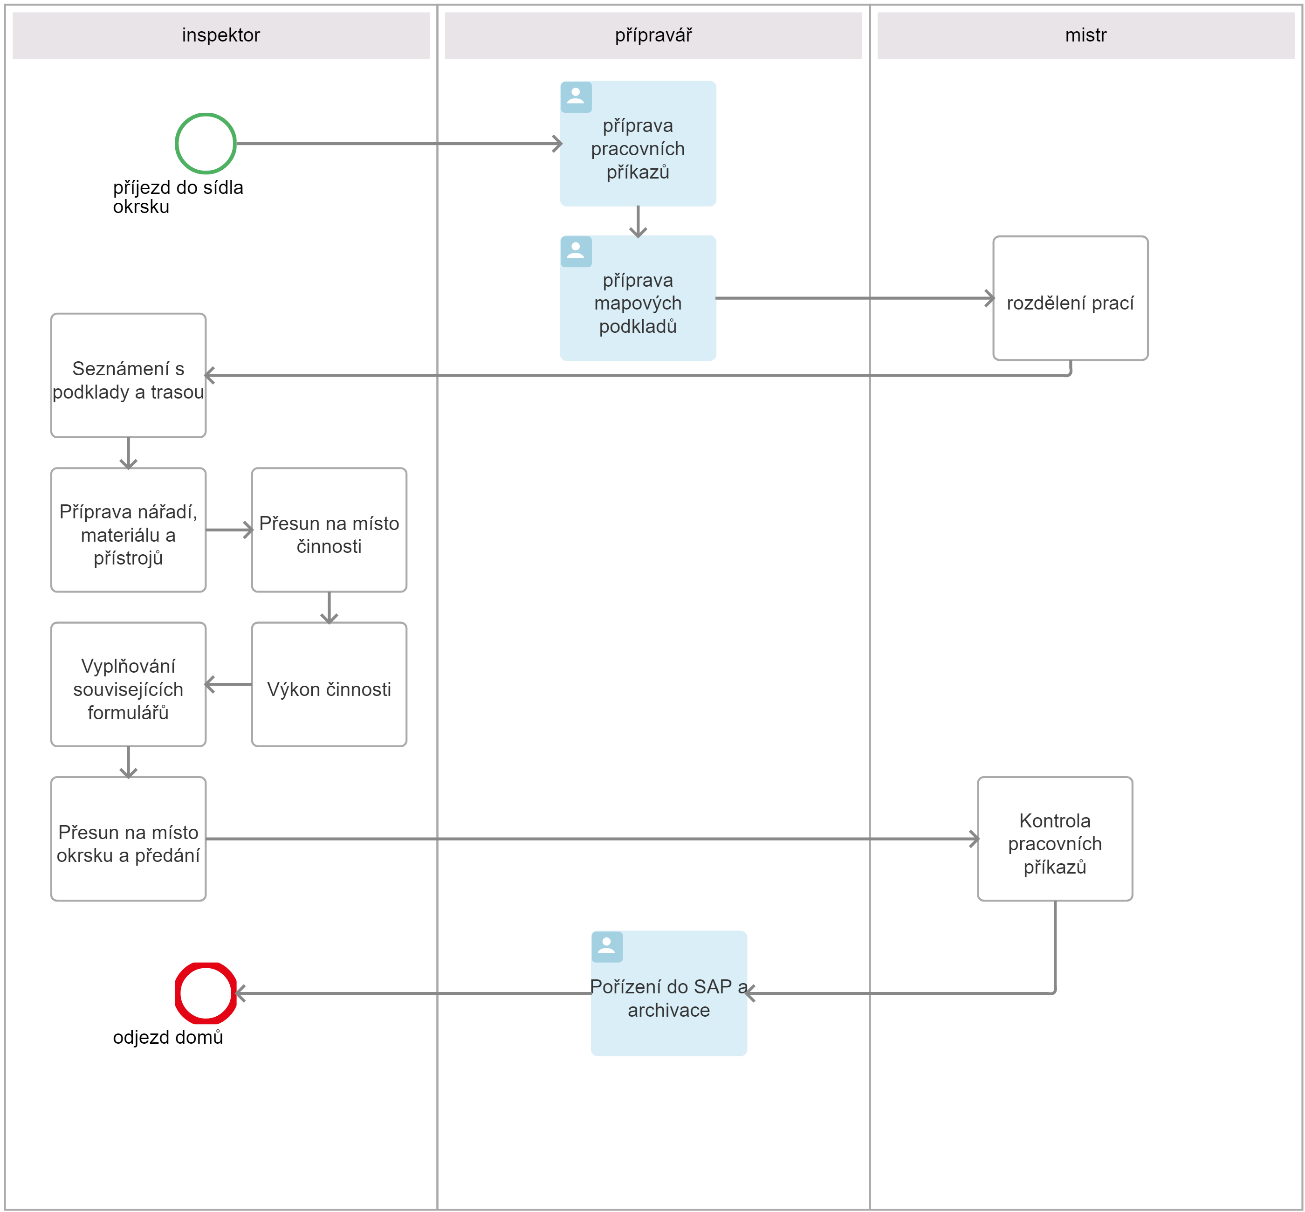 inspektor
přípravář
mistr
příjezd do sídla
okrsku
příprava
pracovních
příkazů
příprava
mapových
podkladů
rozdělení prací
Seznámení s
podklady a trasou
Příprava nářadí,
materiálu a
přístrojů
Přesun na místo
činnosti
Vyplňování
souvisejících
formulářů
Výkon činnosti
Přesun na místo
okrsku a předání
Kontrola
pracovních
příkazů
Pořízení do SAP a
archivace
odjezd domů